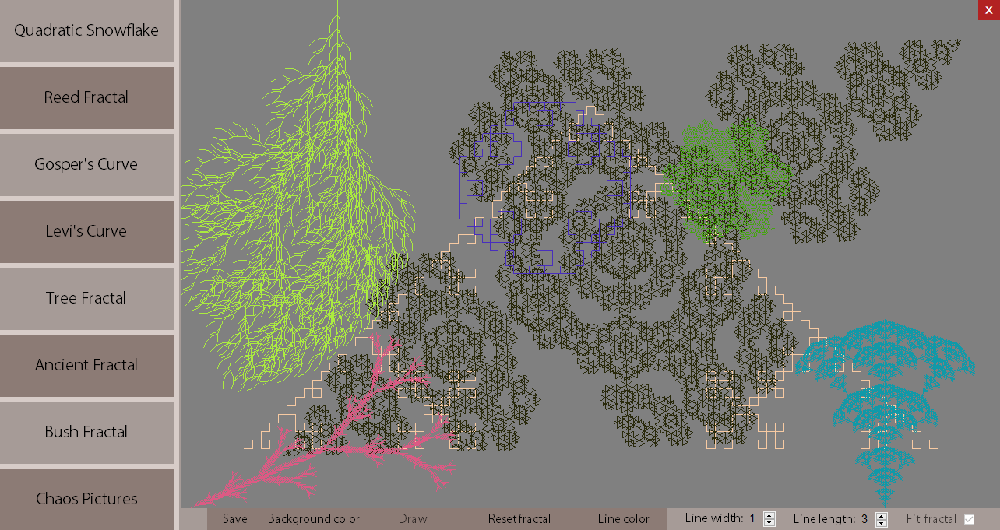 X
Quadratic Snowflake
Reed Fractal
Gosper's Curve
Levi's Curve
Tree Fractal
Ancient Fractal
Bush Fractal
Chaos Pictures
Save Background color Draw Reset fractal Line color Line width: 1 Line length: 3 Fit fractal